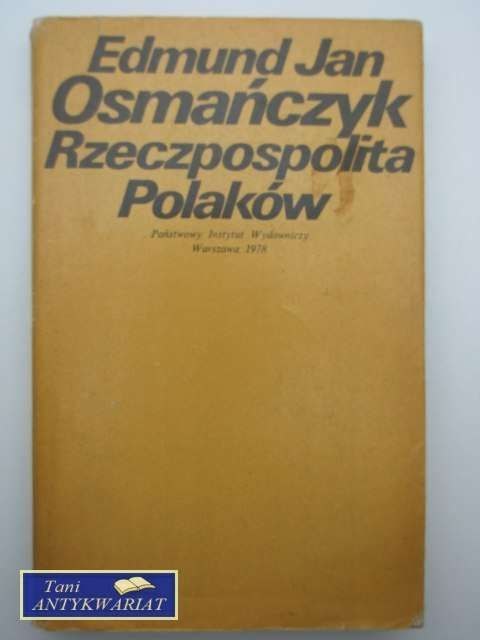 Edmund Jan
Osmańczyk
Rzeczpospolita
Polaków
Państwowy Instytut Wydawniczy
Warszawa 1978
Tani
ANTYKWARIAT